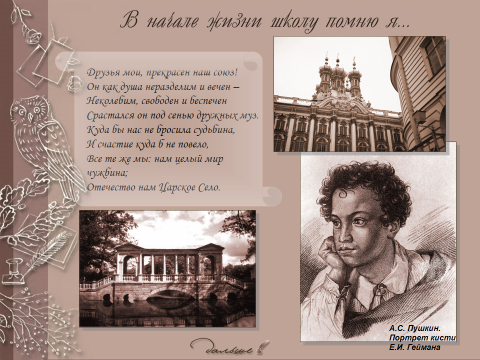 В начале жизни школу помню я...
Друзья мои, прекрасен наш союз!
Он как душа неразделим и вечен –
Неколебим, свободен и беспечен
Срастался он под сенью дружных муз.
Куда бы нас не бросила судьбина,
И счастие куда б не повело,
Все те же мы: нам целый мир
чужбина;
Отечество нам Царское Село.
А.С. Пушкин.
Портрет кисти
Е.И. Геймана